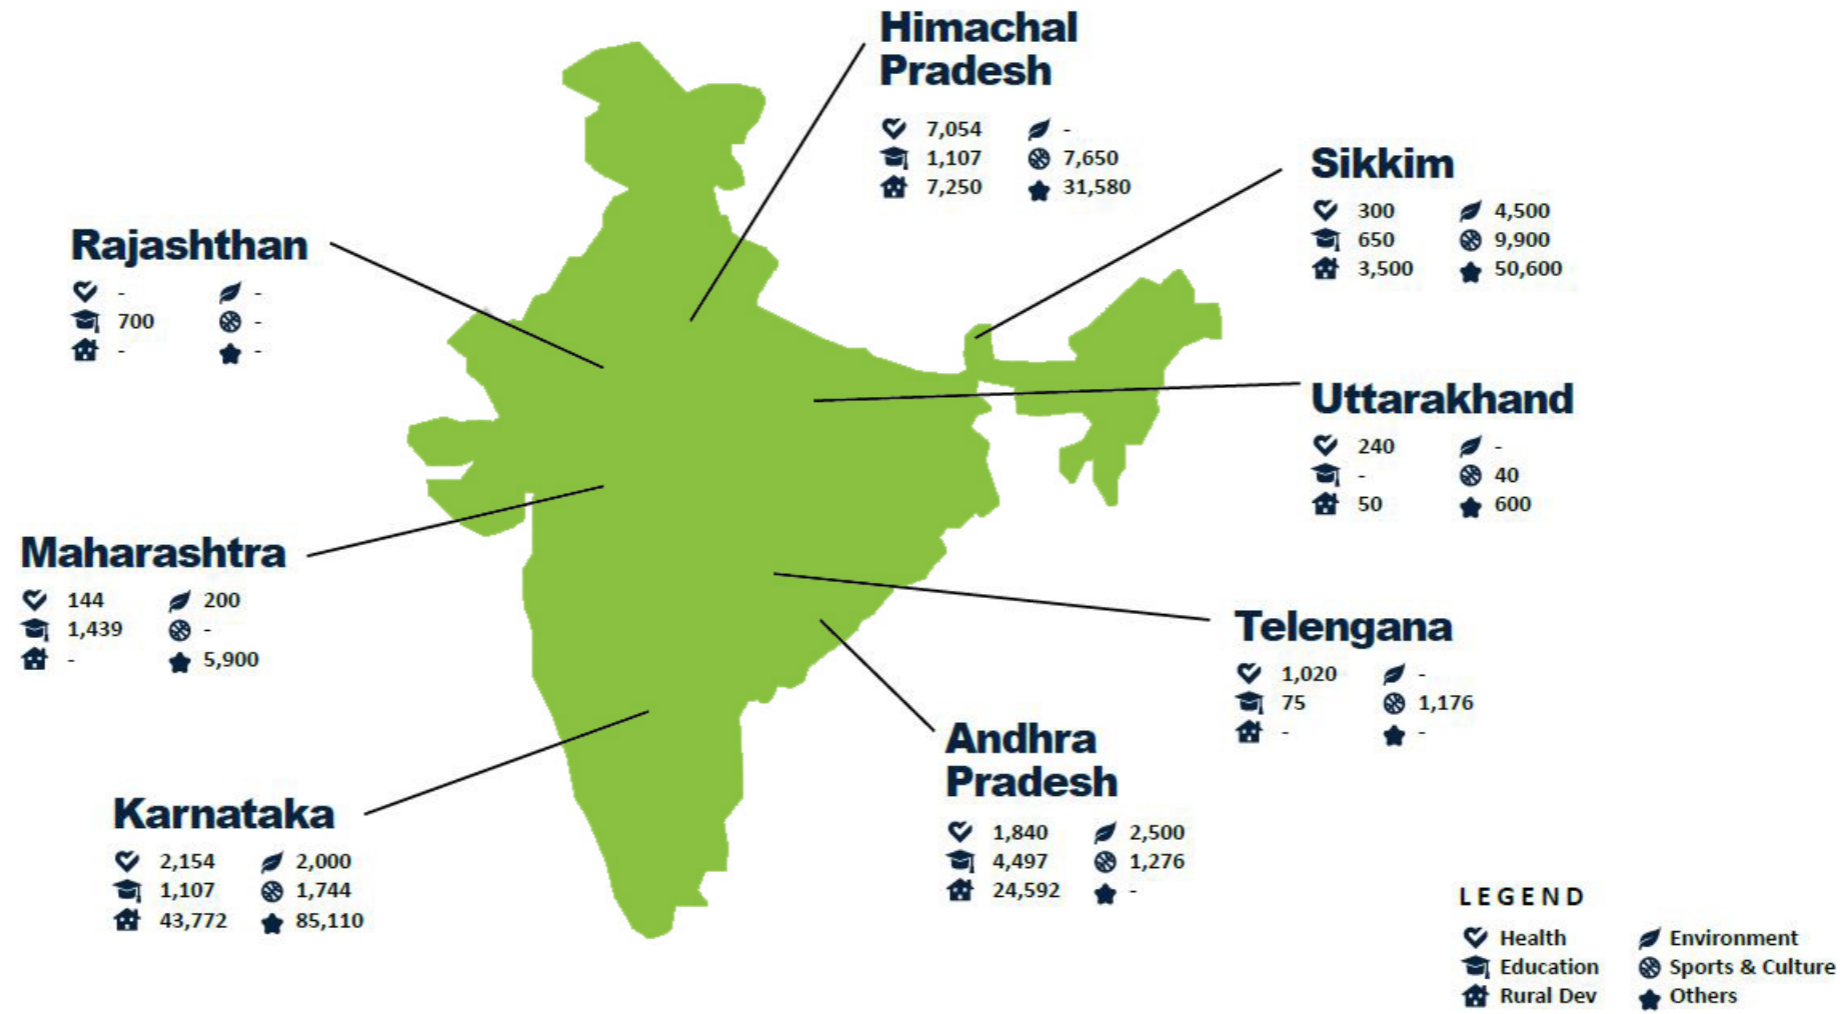 Himachal
Pradesh
7,054 -
1,107 7,650
7,250 31,580
Sikkim
300 4,500
650 9,900
3,500 50,600
Rajashthan
- -
700 -
- -
Uttarakhand
240 -
- 40
50 600
Maharashtra
144 200
1,439 -
- 5,900
Telengana
1,020 -
75 1,176
- -
Andhra
Pradesh
1,840 2,500
4,497 1,276
24,592 -
Karnataka
2,154 2,000
1,107 1,744
43,772 85,110
LEGEND
Health Environment
Education Sports & Culture
Rural Dev Others